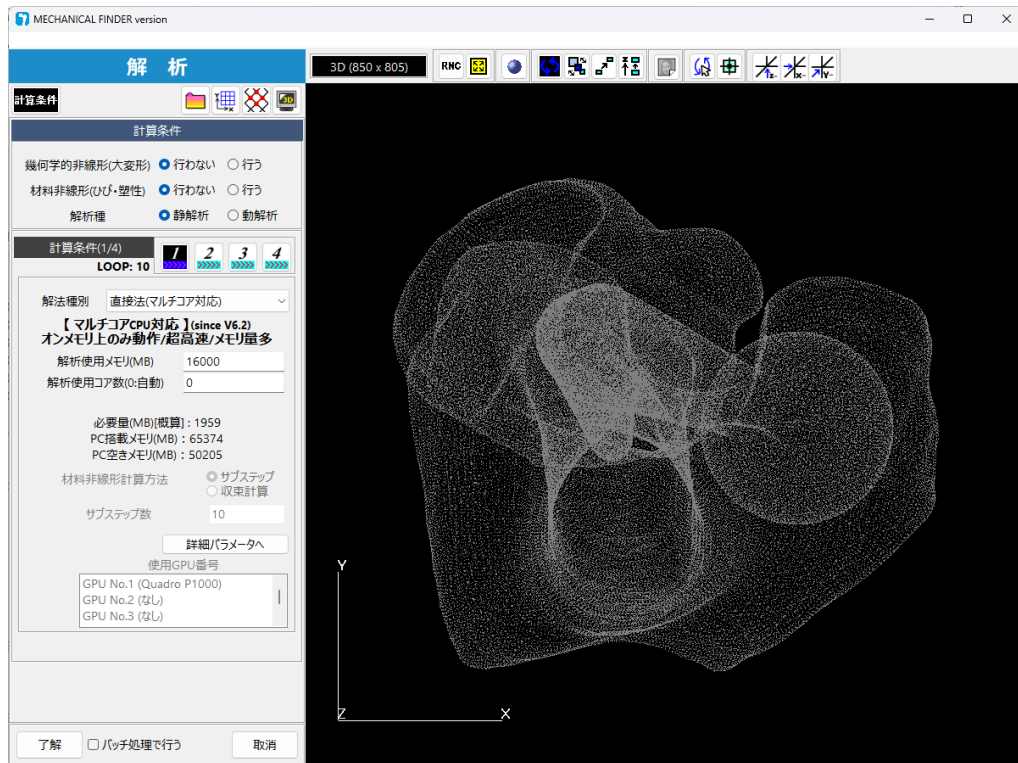 MECHANICAL FINDER version
解 析
3D (850 x 805)
RNC
計算条件
3D
計算条件
幾何学的非線形(大変形) 行わない 行う
材料非線形(ひび・塑性) 行わない 行う
解析種 静解析 動解析
計算条件(1/4)
LOOP: 10
1 2 3 4
解法種別 直接法(マルチコア対応)
【 マルチコアCPU対応 】(since V6.2)
オンメモリ上のみ動作/超高速/メモリ量多
解析使用メモリ(MB) 16000
解析使用コア数(0:自動) 0
必要量(MB)[概算] : 1959
PC搭載メモリ(MB) : 65374
PC空きメモリ(MB) : 50205
材料非線形計算方法 サブステップ
収束計算
サブステップ数 10
詳細パラメータへ
使用GPU番号
GPU No.1 (Quadro P1000)
GPU No.2 (なし)
GPU No.3 (なし)
了解 バッチ処理で行う 取消
Y
Z
X